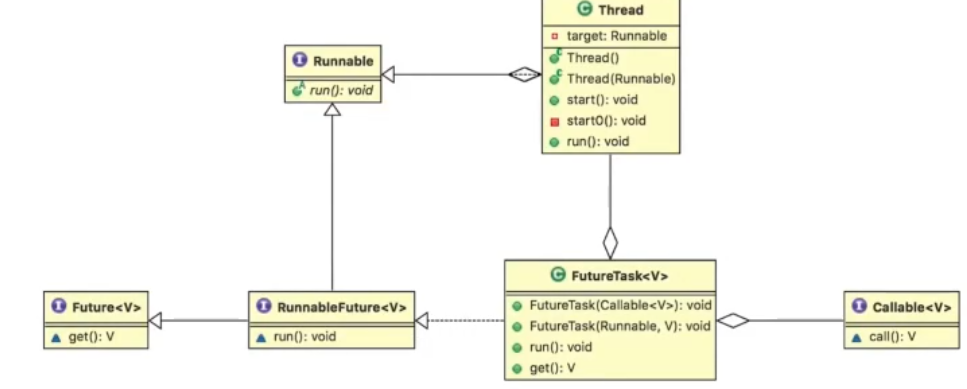 Thread
target: Runnable
Thread()
Thread(Runnable)
start(): void
start0(): void
run(): void
Runnable
run(): void
Future<V>
get(): V
RunnableFuture<V>
run(): void
FutureTask<V>
FutureTask(Callable<V>): void
FutureTask(Runnable, V): void
run(): void
get(): V
Callable<V>
call(): V